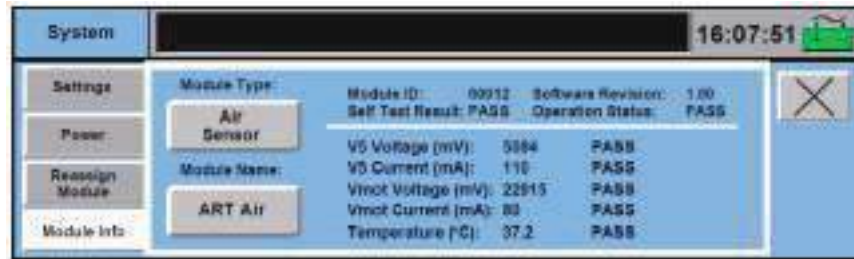 System
16:07:51
Settings
Power
Reassign
Module
Module Info
Module Type:
Air
Sensor
Module Name:
ART Air
Module ID: 00012 Software Revision: 1.00
Self Test Result: PASS Operation Status: PASS
V5 Voltage (mV): 5084 PASS
V5 Current (mA): 110 PASS
Vmot Voltage (mV): 22915 PASS
Vmot Current (mA): 80 PASS
Temperature (°C): 37.2 PASS